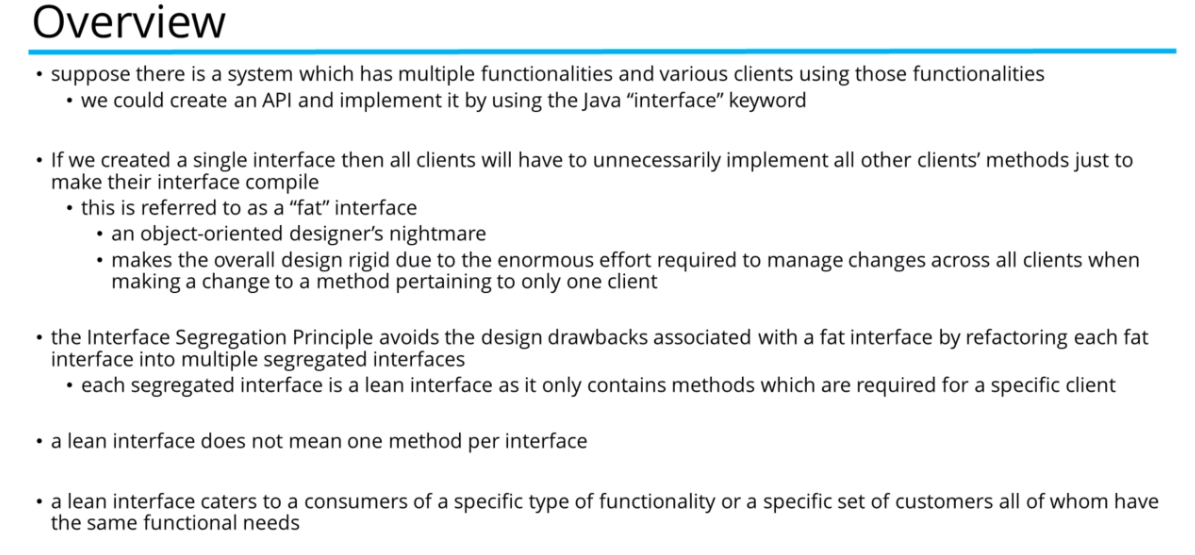 Overview
• suppose there is a system which has multiple functionalities and various clients using those functionalities
• we could create an API and implement it by using the Java “interface” keyword
• If we created a single interface then all clients will have to unnecessarily implement all other clients’ methods just to
make their interface compile
• this is referred to as a “fat” interface
• an object-oriented designer’s nightmare
• makes the overall design rigid due to the enormous effort required to manage changes across all clients when
making a change to a method pertaining to only one client
• the Interface Segregation Principle avoids the design drawbacks associated with a fat interface by refactoring each fat
interface into multiple segregated interfaces
• each segregated interface is a lean interface as it only contains methods which are required for a specific client
• a lean interface does not mean one method per interface
• a lean interface caters to a consumers of a specific type of functionality or a specific set of customers all of whom have
the same functional needs